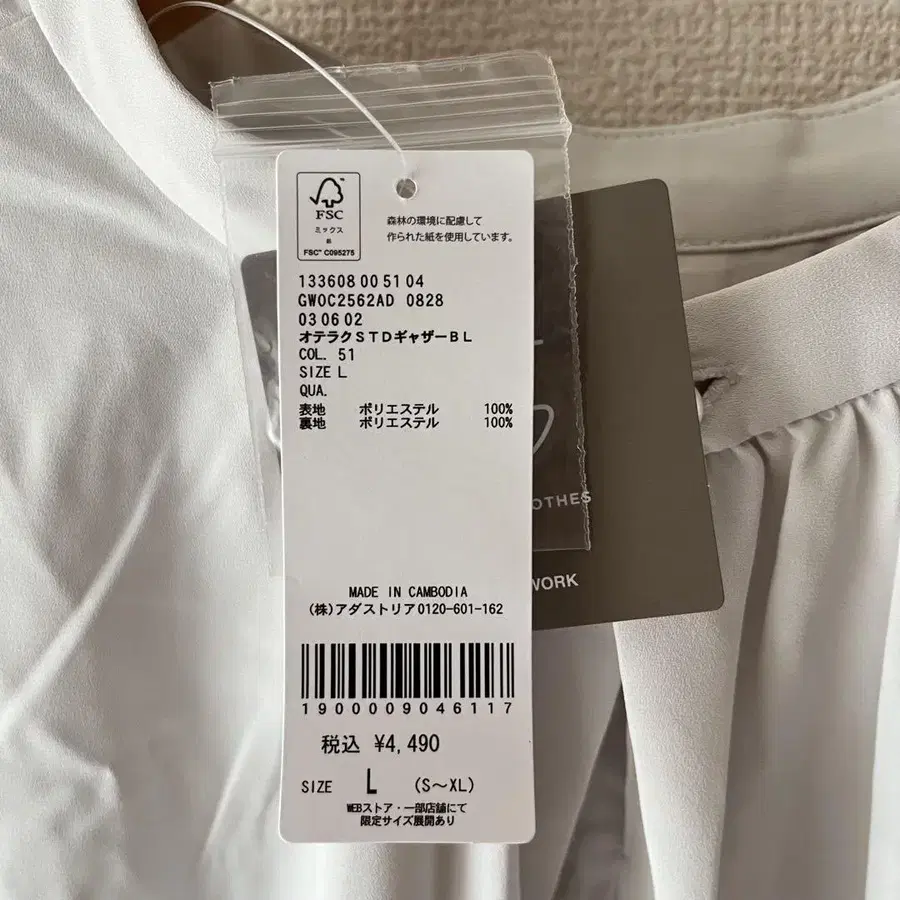 FSC
ミックス
紙
FSC™ C095275
森林の環境に配慮して
作られた紙を使用しています。
133608 00 51 04
GWOC2562AD 0828
03 06 02
オテラクSTDギャザーBL
COL. 51
SIZE L
QUA.
表地 ポリエステル 100%
裏地 ポリエステル 100%
OTHES
WORK
MADE IN CAMBODIA
(株)アダストリア0120-601-162
1900009046117
税込 ¥4,490
SIZE L (S〜XL)
WEBストア・一部店舗にて
限定サイズ展開あり